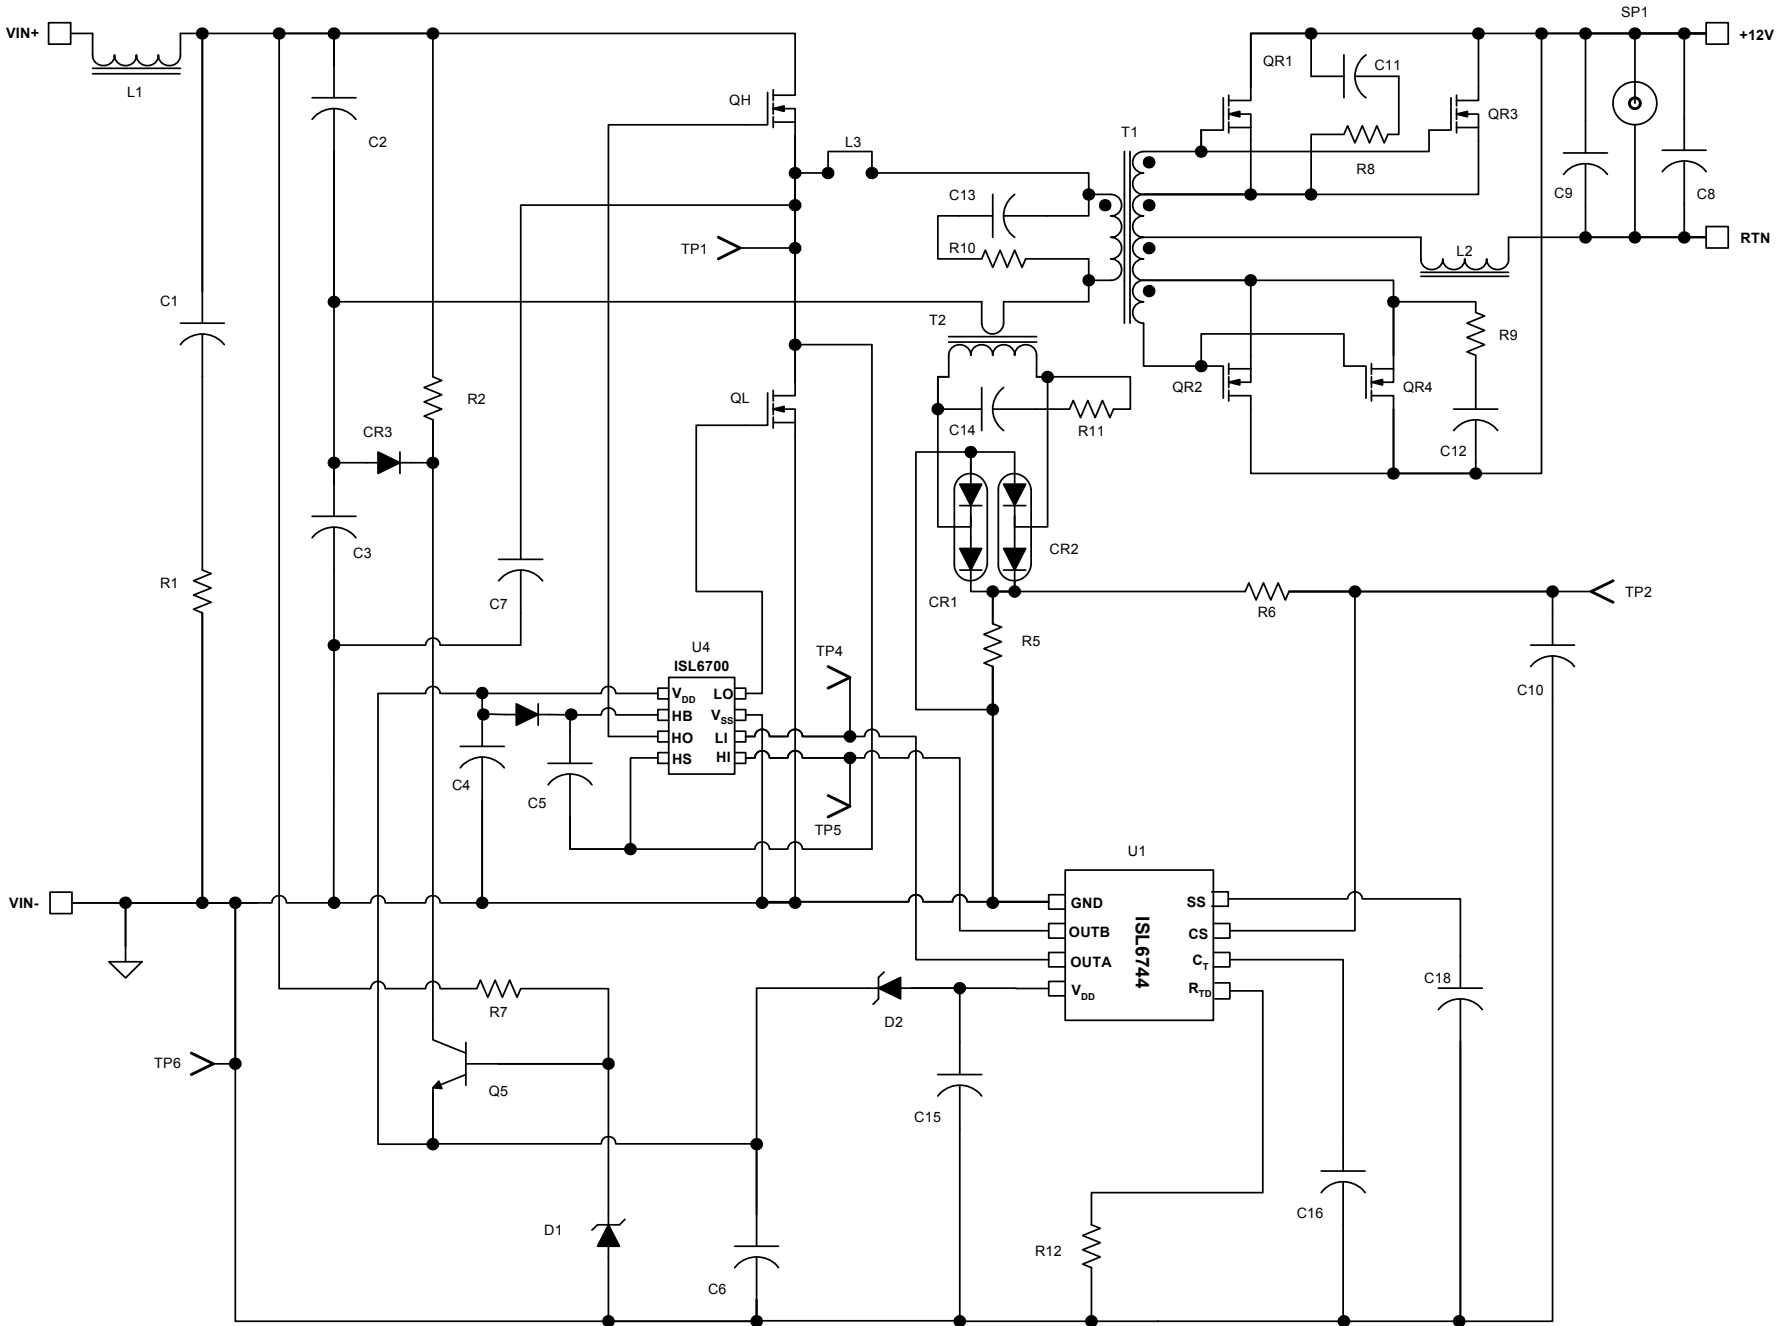 SP1
VIN+
+12V
L1
QR1
C11
QH
QR3
C2
T1
L3
R8
C13
C9
C8
R10
TP1
RTN
L2
C1
T2
R9
QR2
QR4
R2
QL
CR3
C14
R11
C12
C3
CR2
R1
C7
CR1
R6
TP2
R5
U4
ISL6700
TP4
C10
VDD
LO
HB
VSS
HO
LI
HS
HI
C4
C5
TP5
U1
VIN-
GND
SS
OUTB
CS
ISL6744
OUTA
CT
VDD
RTD
C18
R7
D2
TP6
Q5
C15
D1
R12
C16
C6